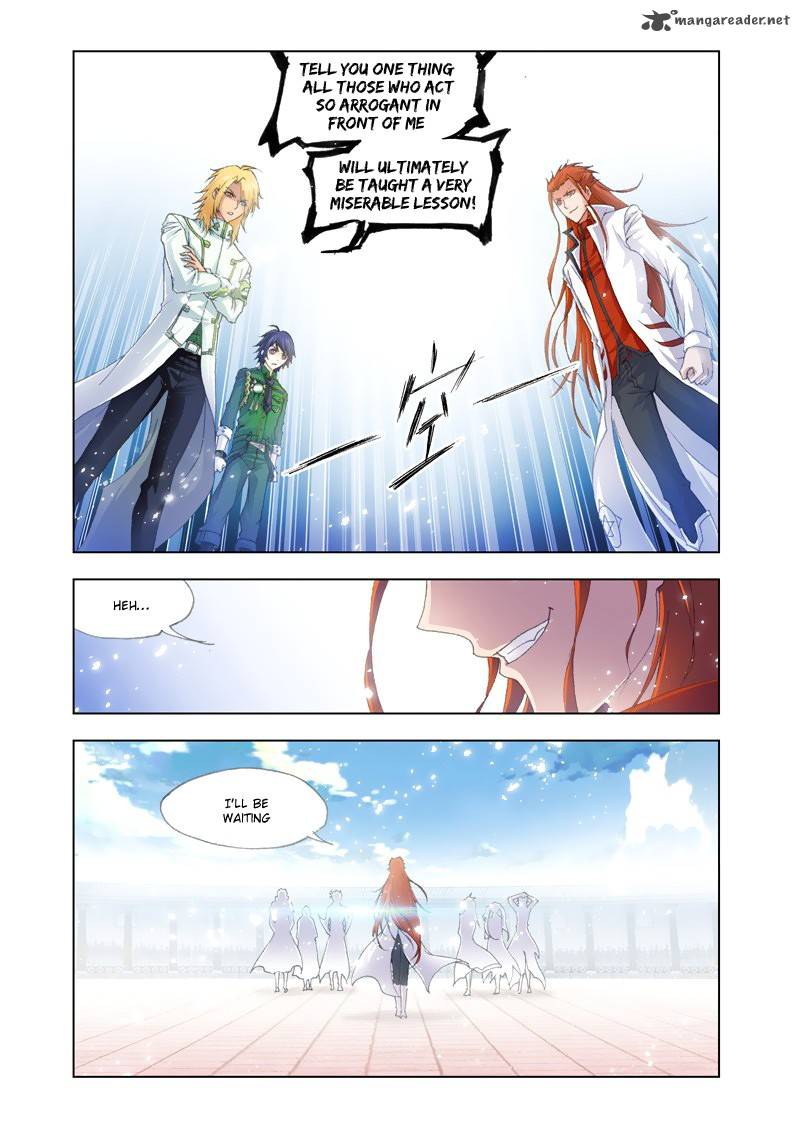 mangareader.net
TELL YOU ONE THING
ALL THOSE WHO ACT
SO ARROGANT IN
FRONT OF ME
WILL ULTIMATELY
BE TAUGHT A VERY
MISERABLE LESSON!
HEH...
I'LL BE
WAITING